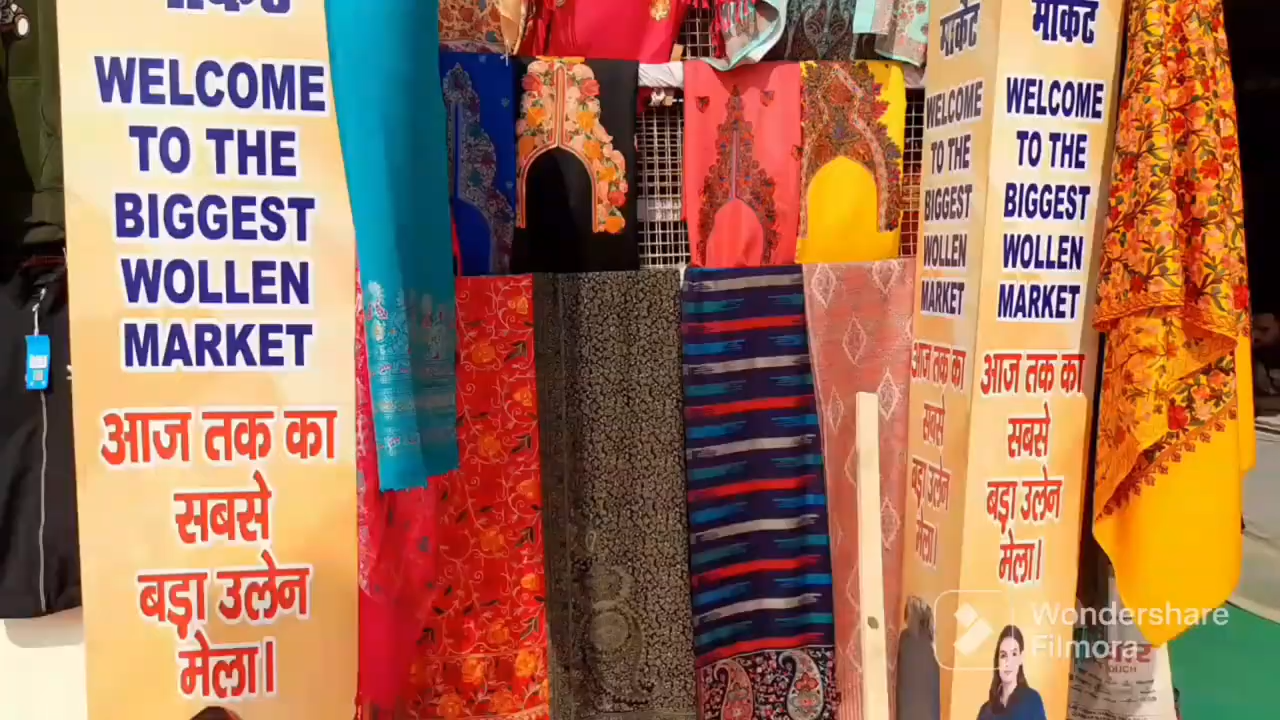 मार्केट
WELCOME
TO THE
BIGGEST
WOLLEN
MARKET
आज तक का
सबसे
बड़ा उलेन
मेला।
मार्केट
WELCOME
TO THE
BIGGEST
WOLLEN
MARKET
आज तक का
सबसे
बड़ा उलेन
मेला।
मार्केट
WELCOME
TO THE
BIGGEST
WOLLEN
MARKET
आज तक का
सबसे
बड़ा उलेन
मेला।
Wondershare
Filmora